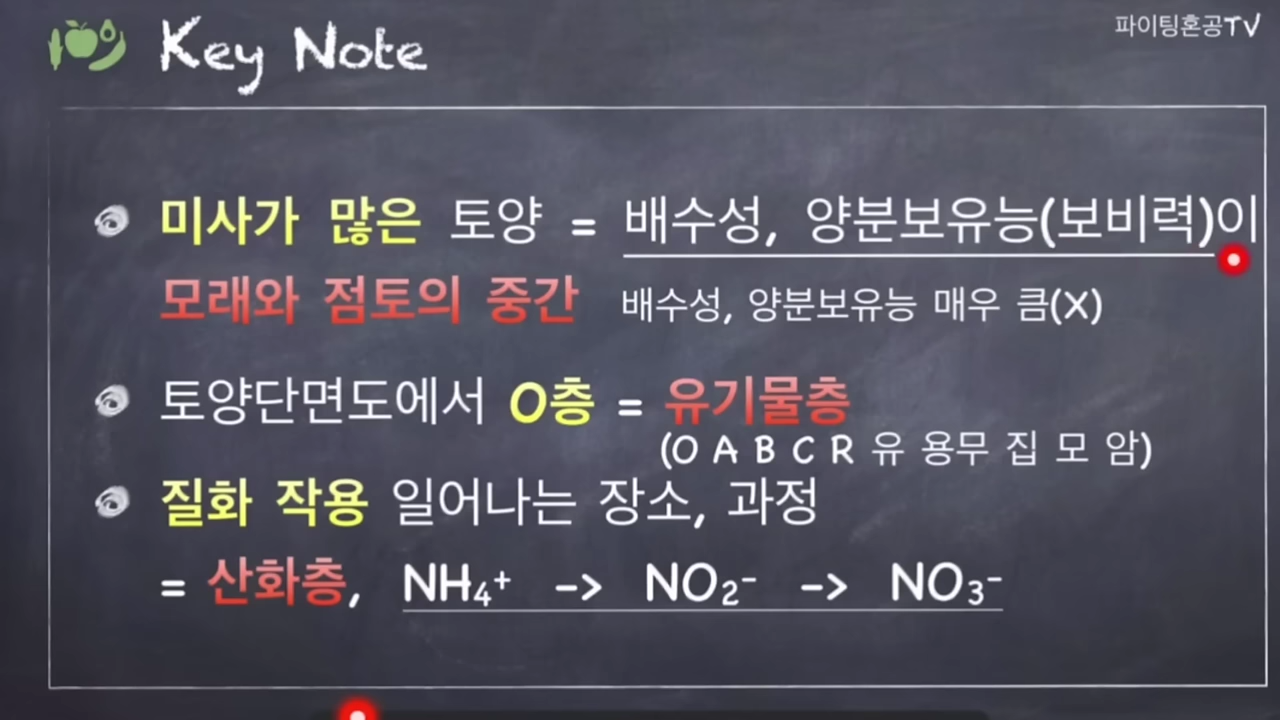 Key Note
파이팅혼공TV
미사가 많은 토양 = 배수성, 양분보유능(보비력)이
모래와 점토의 중간 배수성, 양분보유능 매우 큼(X)
토양단면도에서 O층 = 유기물층
(O A B C R 유 용무 집 모 암)
질화 작용 일어나는 장소, 과정
= 산화층, NH₄⁺ -> NO₂⁻ -> NO₃⁻